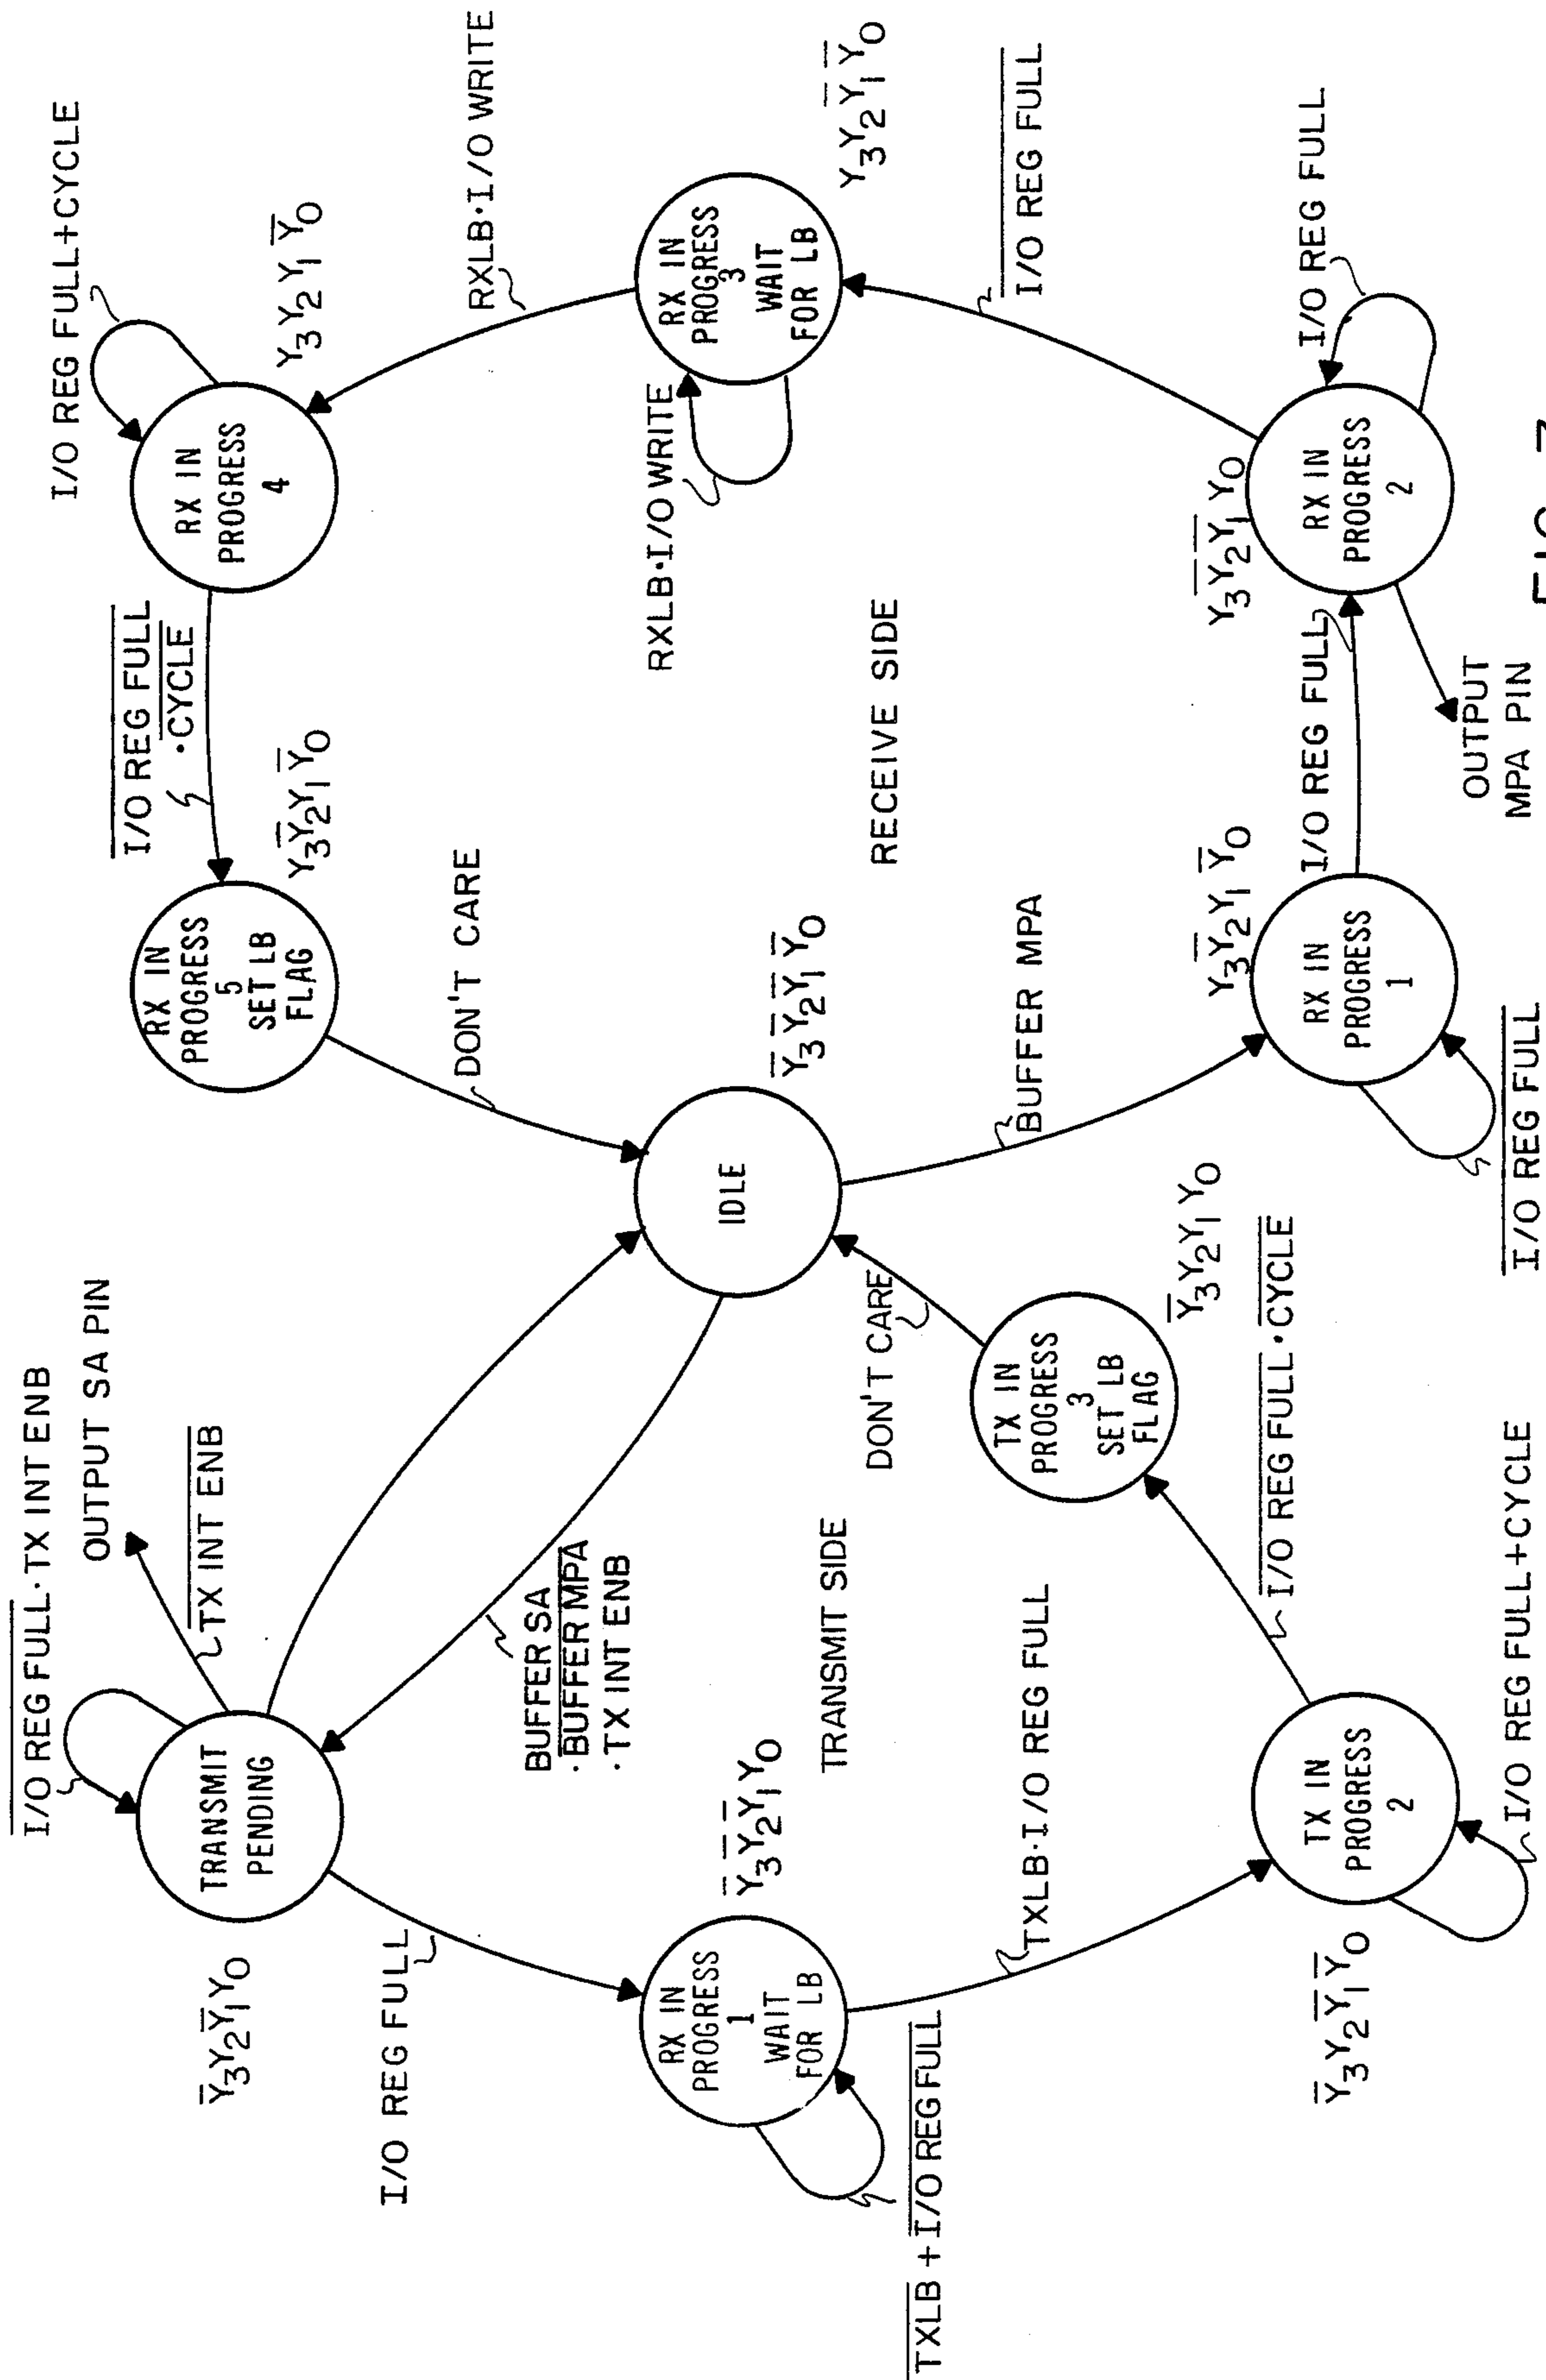 I/O REG FULL·TX INT ENB
OUTPUT SA PIN
TX INT ENB
TRANSMIT
PENDING
Y3Y2Y1Y0
I/O REG FULL
BUFFER SA
·BUFFER MPA
·TX INT ENB
RX IN
PROGRESS
1
WAIT
FOR LB
Y3Y2Y1Y0
TXLB + I/O REG FULL
TRANSMIT SIDE
TXLB·I/O REG FULL
TX IN
PROGRESS
2
Y3Y2Y1Y0
I/O REG FULL+CYCLE
I/O REG FULL·CYCLE
TX IN
PROGRESS
3
SET LB
FLAG
Y3Y2Y1Y0
DON'T CARE
IDLE
Y3Y2Y1Y0
DON'T CARE
BUFFER MPA
RX IN
PROGRESS
1
Y3Y2Y1Y0
I/O REG FULL
I/O REG FULL
RX IN
PROGRESS
2
Y3Y2Y1Y0
I/O REG FULL
OUTPUT
MPA PIN
I/O REG FULL
RECEIVE SIDE
RX IN
PROGRESS
3
WAIT
FOR LB
Y3Y2Y1Y0
RXLB·I/O WRITE
RXLB·I/O WRITE
RX IN
PROGRESS
4
Y3Y2Y1Y0
I/O REG FULL+CYCLE
I/O REG FULL
·CYCLE
RX IN
PROGRESS
5
SET LB
FLAG
Y3Y2Y1Y0
FIG.